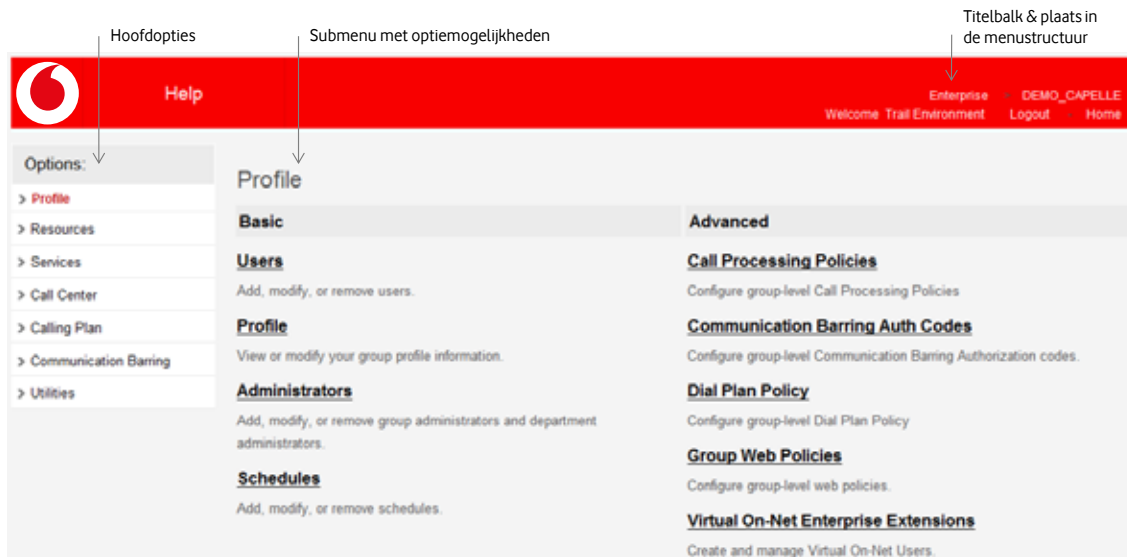 Hoofdopties
Submenu met optiemogelijkheden
Titelbalk & plaats in
de menustructuur
Help
Enterprise DEMO_CAPELLE
Welcome Trail Environment Logout Home
Options:
> Profile
> Resources
> Services
> Call Center
> Calling Plan
> Communication Barring
> Utilities
Profile
Basic
Users
Add, modify, or remove users.
Profile
View or modify your group profile information.
Administrators
Add, modify, or remove group administrators and department
administrators.
Schedules
Add, modify, or remove schedules.
Advanced
Call Processing Policies
Configure group-level Call Processing Policies
Communication Barring Auth Codes
Configure group-level Communication Barring Authorization codes.
Dial Plan Policy
Configure group-level Dial Plan Policy
Group Web Policies
Configure group-level web policies.
Virtual On-Net Enterprise Extensions
Create and manage Virtual On-Net Users.